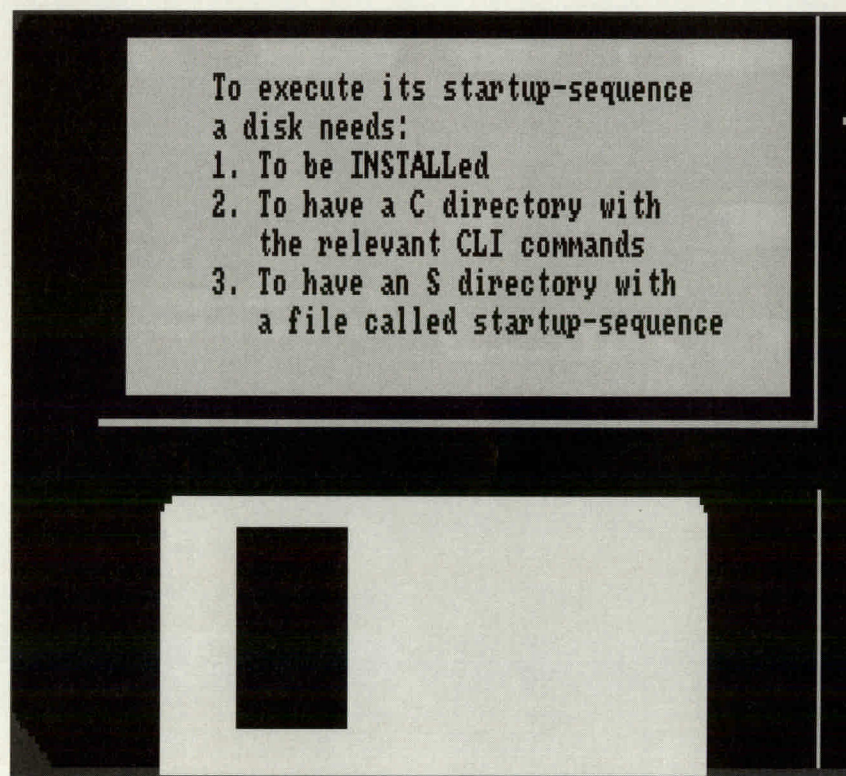 To execute its startup-sequence
a disk needs:
1. To be INSTALLed
2. To have a C directory with
the relevant CLI commands
3. To have an S directory with
a file called startup-sequence